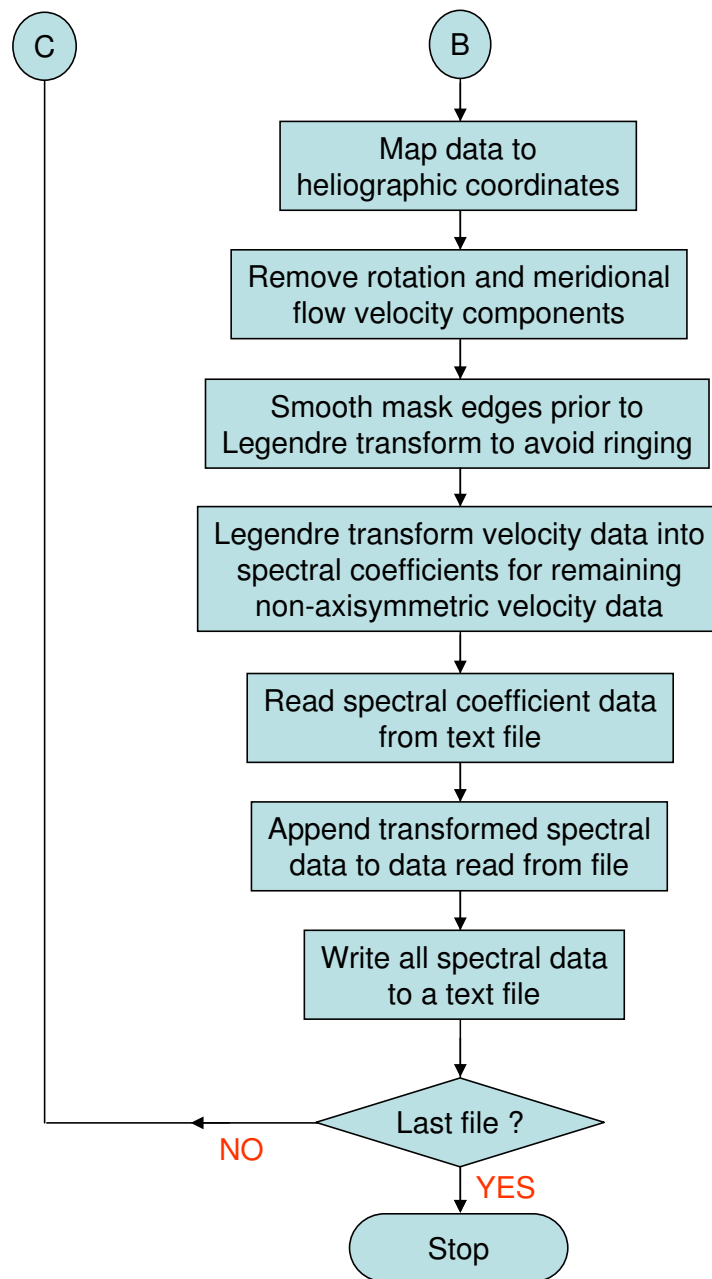 C
B
Map data to
heliographic coordinates
Remove rotation and meridional
flow velocity components
Smooth mask edges prior to
Legendre transform to avoid ringing
Legendre transform velocity data into
spectral coefficients for remaining
non-axisymmetric velocity data
Read spectral coefficient data
from text file
Append transformed spectral
data to data read from file
Write all spectral data
to a text file
Last file ?
NO
YES
Stop